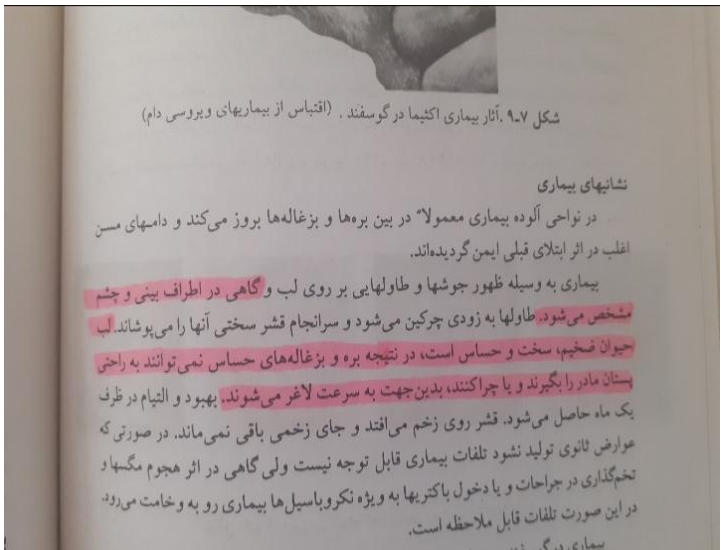 شکل ۷ـ۹ .آثار بیماری اکتیما در گوسفند . (اقتباس از بیماریهای ویروسی دام)
نشانیهای بیماری
در نواحی آلوده بیماری معمولاً در بین بره‌ها و بزغاله‌ها بروز می‌کند و دامهای مسن
اغلب در اثر ابتلای قبلی ایمن گردیده‌اند.
بیماری به وسیله ظهور جوشها و طاولهایی بر روی لب و گاهی در اطراف بینی و چشم
مشخص می‌شود. طاولها به زودی چرکین می‌شود و سرانجام قشر سختی آنها را می‌پوشاند. لب
حیوان ضخیم، سخت و حساس است، در نتیجه بره و بزغاله‌های حساس نمی‌توانند به راحتی
پستان مادر را بگیرند و یا چراکنند، بدین‌جهت به سرعت لاغر می‌شوند. بهبود و التیام در ظرف
یک ماه حاصل می‌شود. قشر روی زخم می‌افتد و جای زخمی باقی نمی‌ماند. در صورتی که
عوارض ثانوی تولید نشود تلفات بیماری قابل توجه نیست ولی گاهی در اثر هجوم مگسها و
تخم‌گذاری در جراحات و یا دخول باکتریها به ویژه نکروباسیل‌ها بیماری رو به وخامت می‌رود.
در این صورت تلفات قابل ملاحظه است.
بیماری در